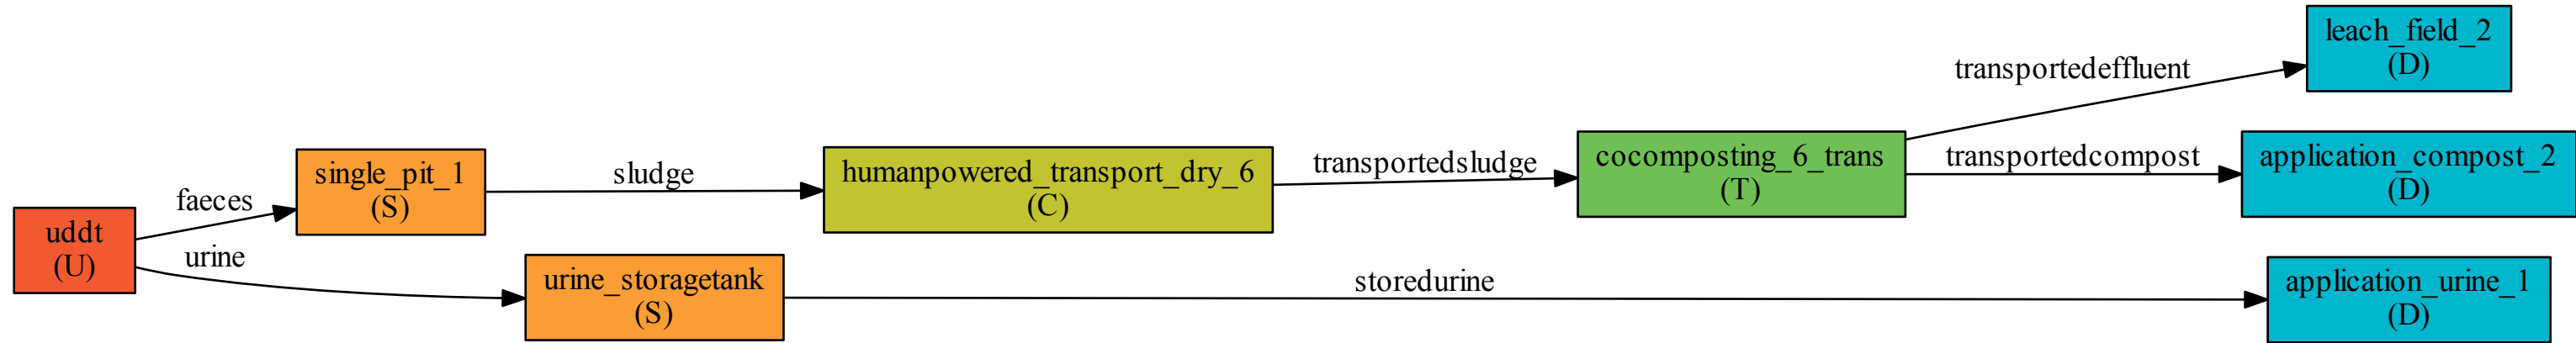 leach_field_2
(D)
transportedeffluent
single_pit_1
(S)
sludge
humanpowered_transport_dry_6
(C)
transportedsludge
cocomposting_6_trans
(T)
transportedcompost
application_compost_2
(D)
faeces
uddt
(U)
urine
urine_storagetank
(S)
storedurine
application_urine_1
(D)